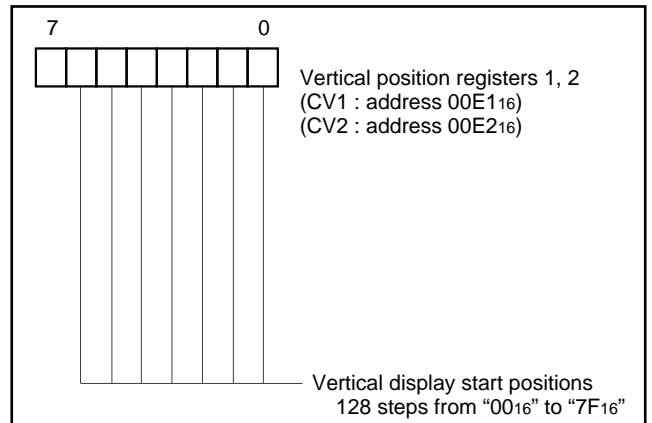 7 0
Vertical position registers 1, 2
(CV1 : address 00E116)
(CV2 : address 00E216)
Vertical display start positions
128 steps from “0016” to “7F16”